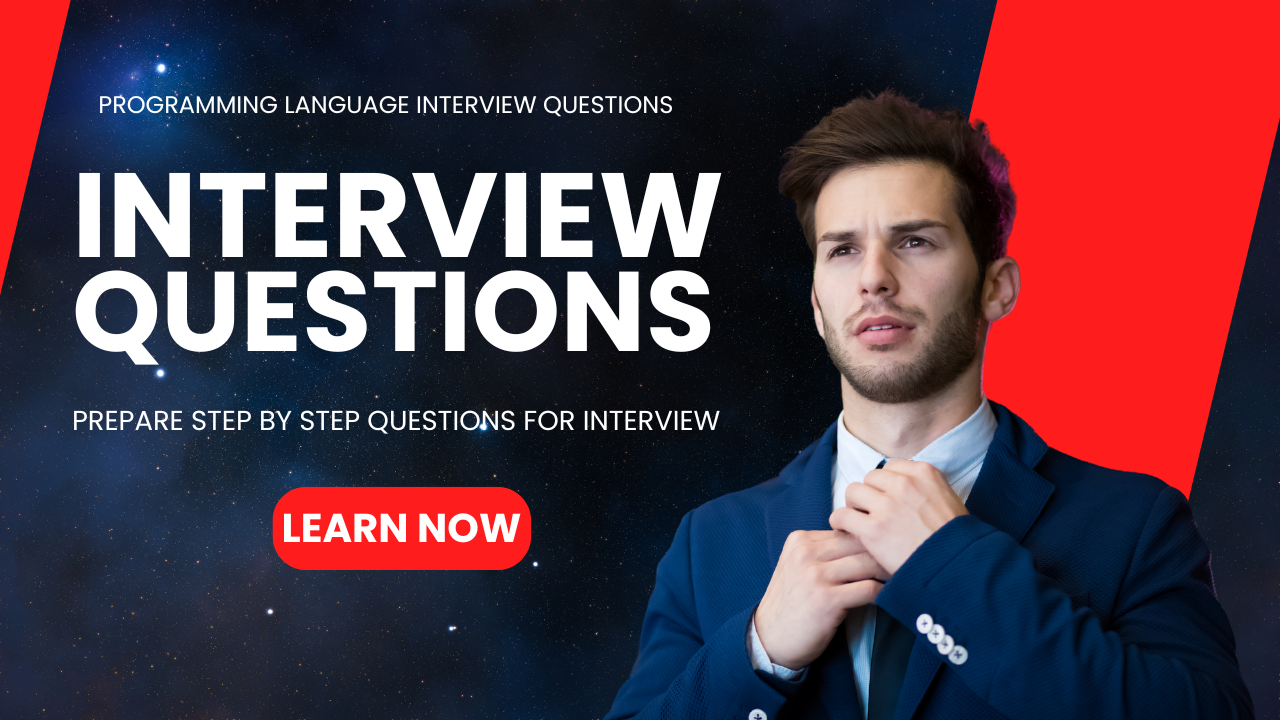 PROGRAMMING LANGUAGE INTERVIEW QUESTIONS
INTERVIEW
QUESTIONS
PREPARE STEP BY STEP QUESTIONS FOR INTERVIEW
LEARN NOW